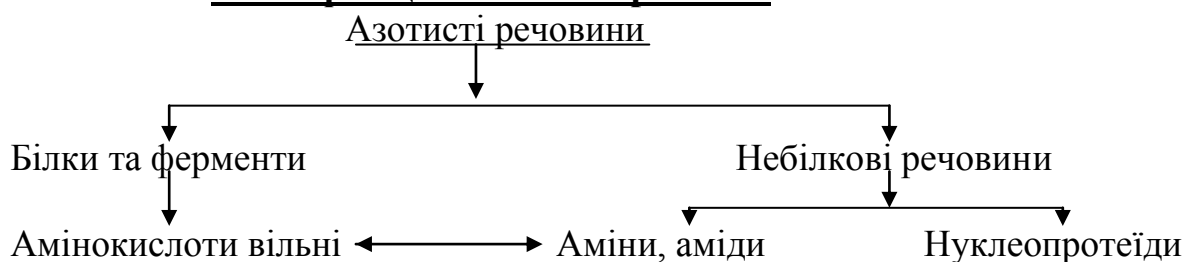 Азотисті речовини
Білки та ферменти Небілкові речовини
Амінокислоти вільні Аміни, аміди Нуклеопротеїди